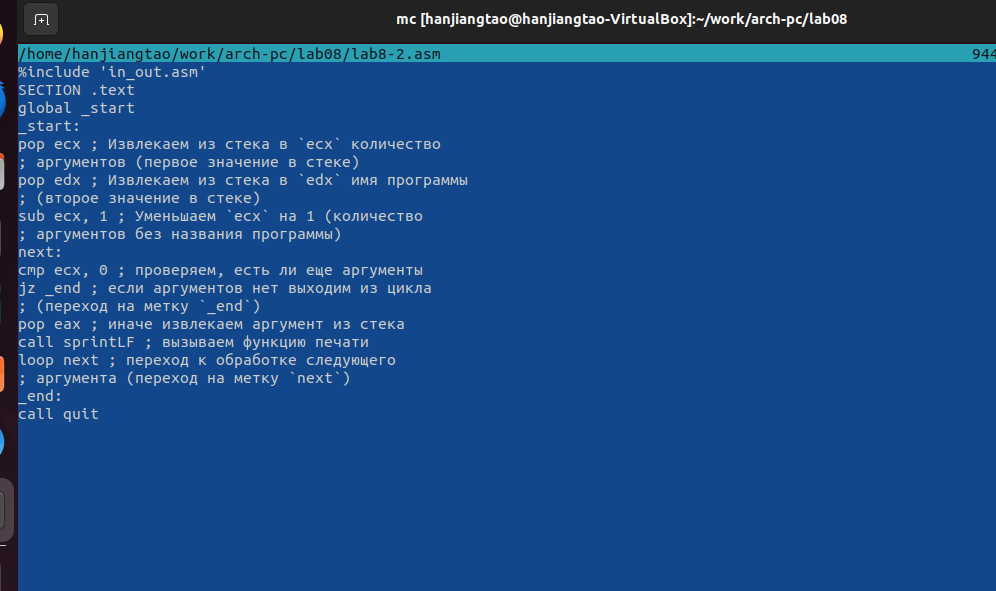 mc [hanjiangtao@hanjiangtao-VirtualBox]:~/work/arch-pc/lab08
/home/hanjiangtao/work/arch-pc/lab08/lab8-2.asm 944
%include 'in_out.asm'
SECTION .text
global _start
_start:
pop ecx ; Извлекаем из стека в `ecx` количество
; аргументов (первое значение в стеке)
pop edx ; Извлекаем из стека в `edx` имя программы
; (второе значение в стеке)
sub ecx, 1 ; Уменьшаем `ecx` на 1 (количество
; аргументов без названия программы)
next:
cmp ecx, 0 ; проверяем, есть ли еще аргументы
jz _end ; если аргументов нет выходим из цикла
; (переход на метку `_end`)
pop eax ; иначе извлекаем аргумент из стека
call sprintLF ; вызываем функцию печати
loop next ; переход к обработке следующего
; аргумента (переход на метку `next`)
_end:
call quit